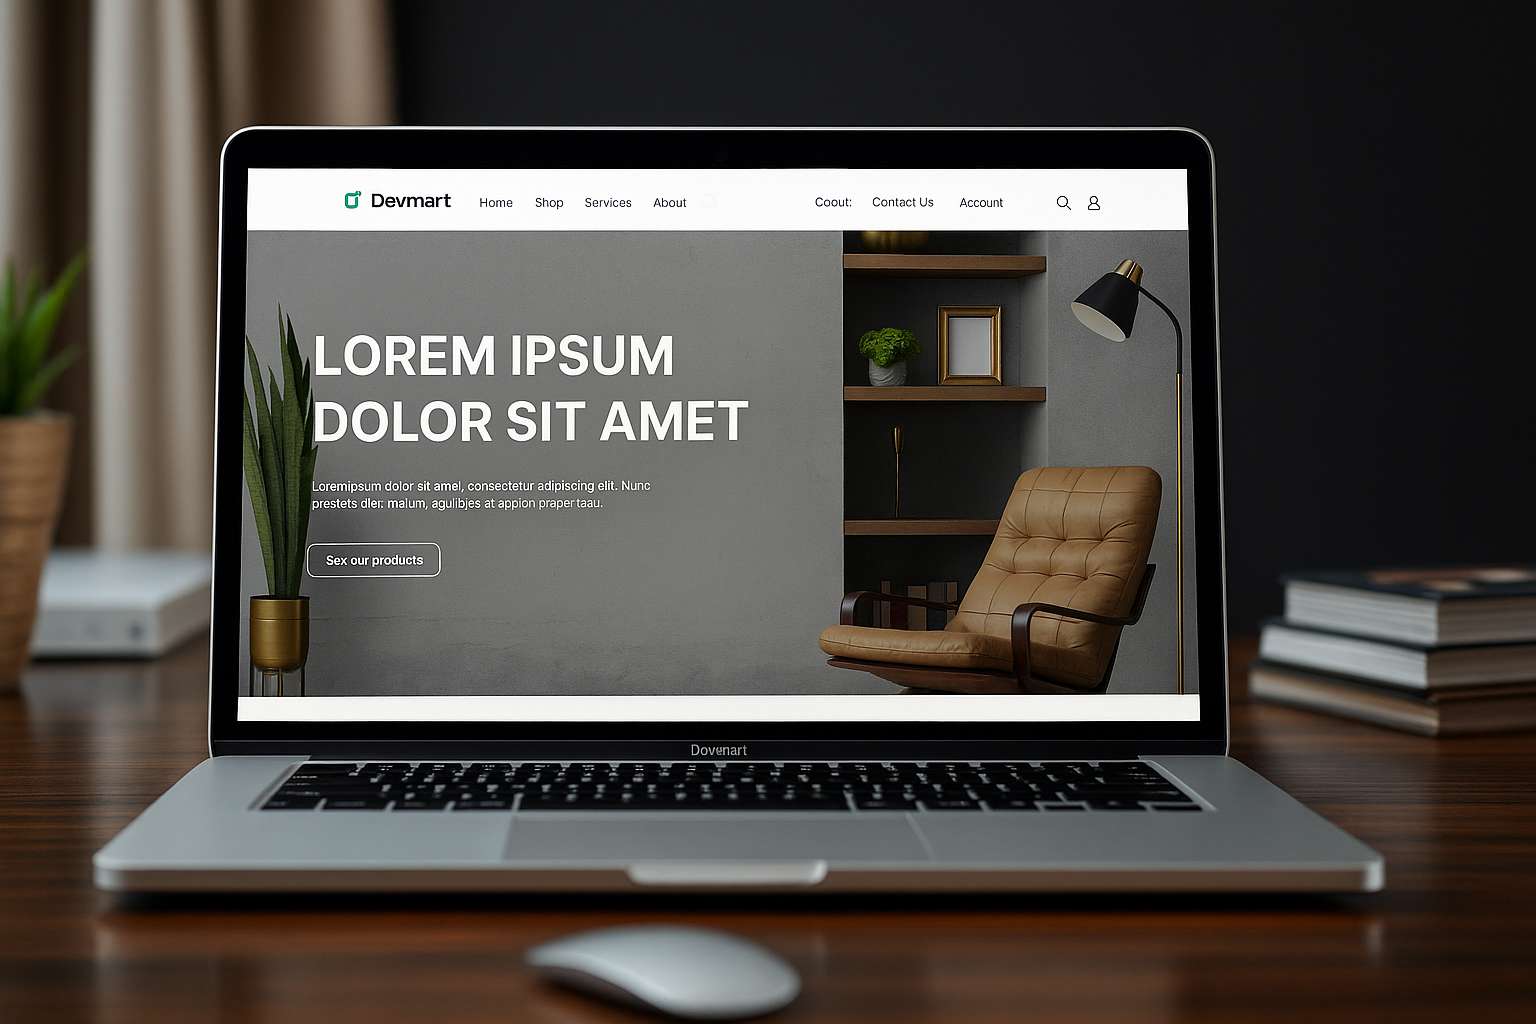 Devmart Home Shop Services About Coout: Contact Us Account
LOREM IPSUM
DOLOR SIT AMET
Loremipsum dolor sit amel, consectetur adipiscing elit. Nunc
prestets dler: malum, agulibjes at appion praper taau.
Sex our products
Dovenart